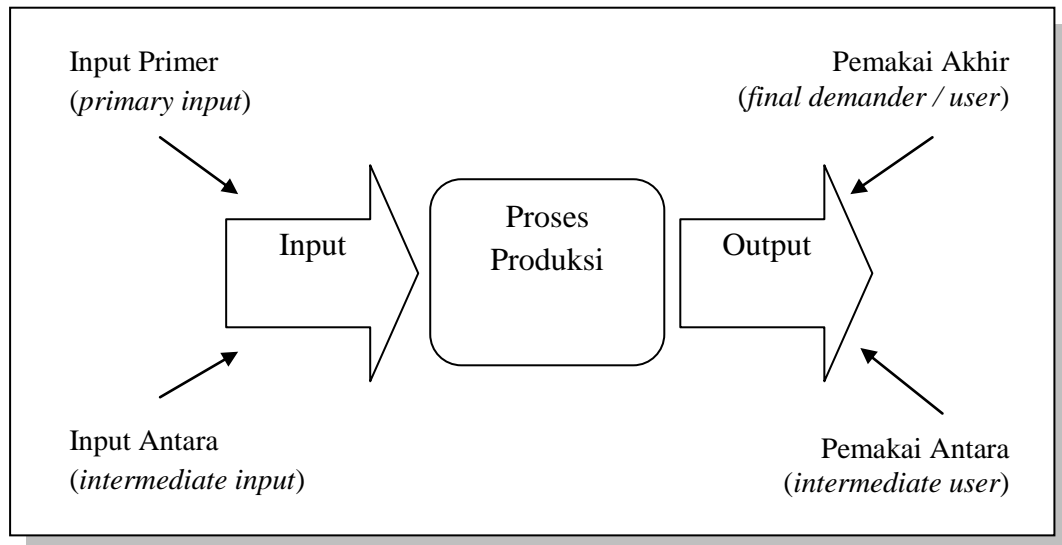 Input Primer
(primary input)
Pemakai Akhir
(final demander / user)
Input
Proses
Produksi
Output
Input Antara
(intermediate input)
Pemakai Antara
(intermediate user)